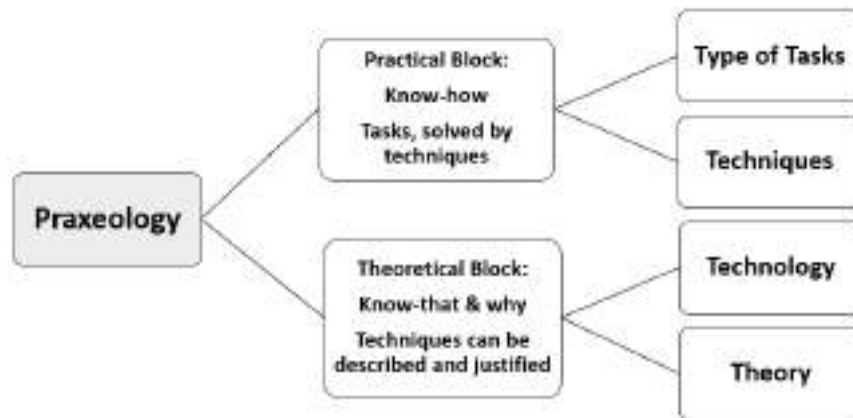 Praxeology
Practical Block:
Know-how
Tasks, solved by
techniques
Theoretical Block:
Know-that & why
Techniques can be
described and justified
Type of Tasks
Techniques
Technology
Theory